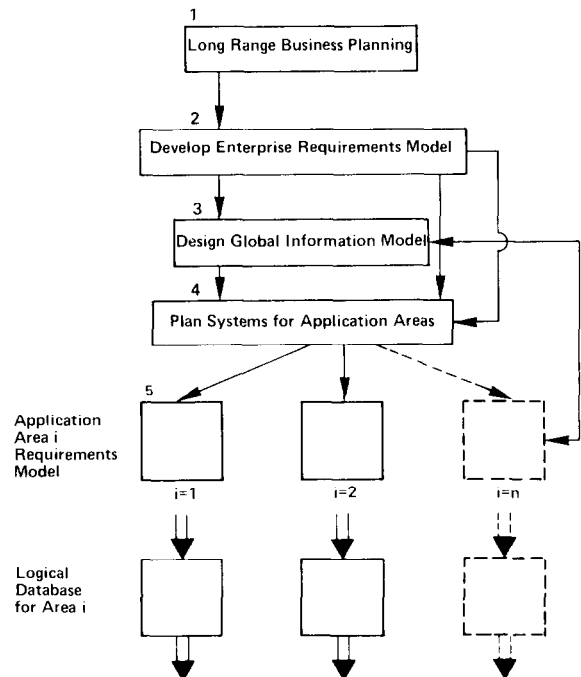 1
Long Range Business Planning
2
Develop Enterprise Requirements Model
3
Design Global Information Model
4
Plan Systems for Application Areas
5
Application
Area i
Requirements
Model
i=1
i=2
i=n
Logical
Database
for Area i